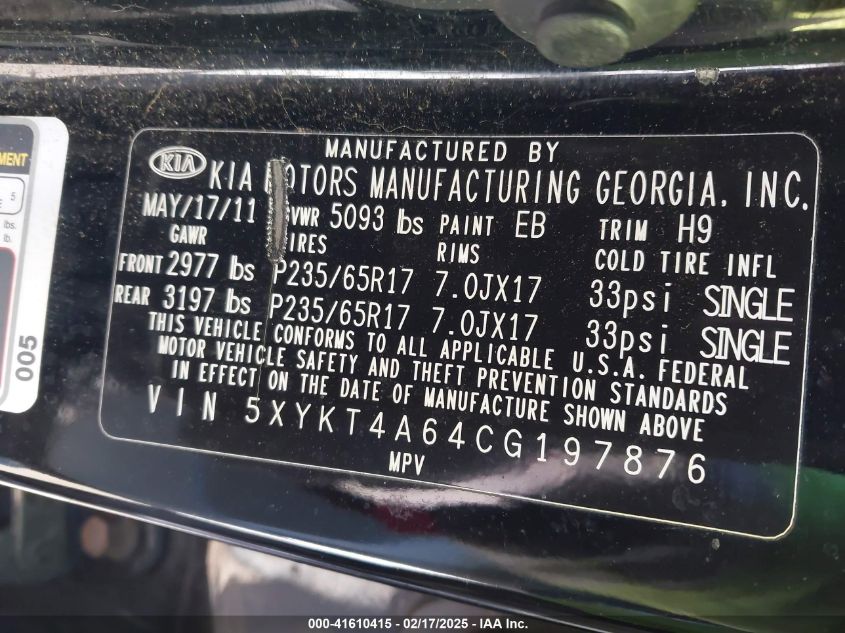 MANUFACTURED BY
KIA KIA MOTORS MANUFACTURING GEORGIA, INC.
MAY/17/11 GVWR 5093 lbs PAINT EB TRIM H9
GAWR TIRES RIMS COLD TIRE INFL
FRONT 2977 lbs P235/65R17 7.0JX17 33psi SINGLE
REAR 3197 lbs P235/65R17 7.0JX17 33psi SINGLE
THIS VEHICLE CONFORMS TO ALL APPLICABLE U.S.A. FEDERAL
MOTOR VEHICLE SAFETY AND THEFT PREVENTION STANDARDS
IN EFFECT ON THE DATE OF MANUFACTURE SHOWN ABOVE
VIN 5XYKT4A64CG197876
MPV
MENT
5
lbs.
lb.
005
000-41610415 - 02/17/2025 - IAA Inc.